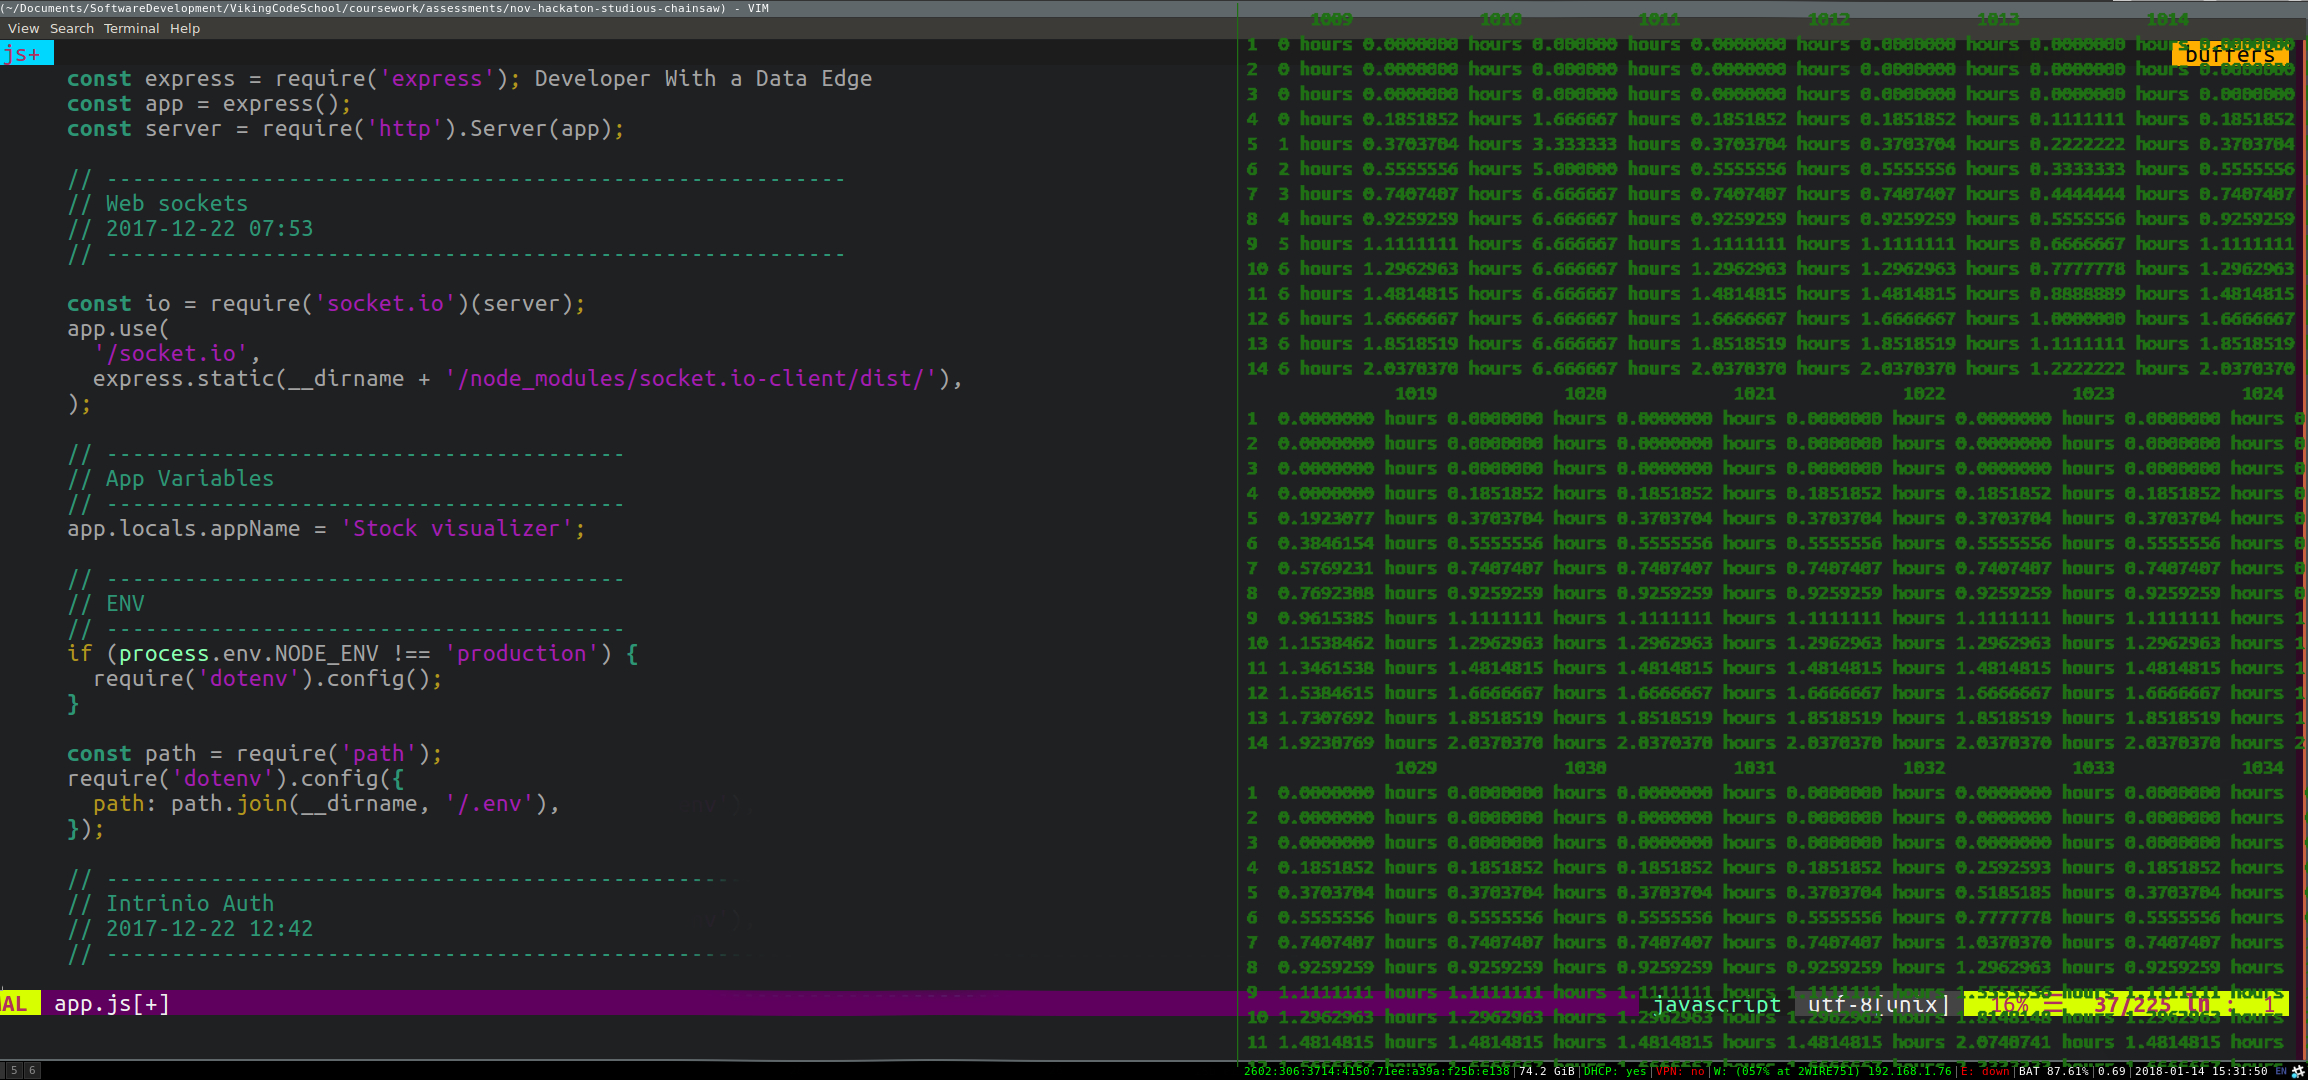 (~/Documents/SoftwareDevelopment/VikingCodeSchool/coursework/assessments/nov-hackaton-studious-chainsaw) - VIM
View Search Terminal Help
js+
buffers
const express = require('express'); Developer With a Data Edge
const app = express();
const server = require('http').Server(app);
// ---------------------------------------------------------
// Web sockets
// 2017-12-22 07:53
// ---------------------------------------------------------
const io = require('socket.io')(server);
app.use(
'/socket.io',
express.static(__dirname + '/node_modules/socket.io-client/dist/'),
);
// ----------------------------------------
// App Variables
// ----------------------------------------
app.locals.appName = 'Stock visualizer';
// ----------------------------------------
// ENV
// ----------------------------------------
if (process.env.NODE_ENV !== 'production') {
require('dotenv').config();
}
const path = require('path');
require('dotenv').config({
path: path.join(__dirname, '/.env'),
});
// ------------------------------------------------
// Intrinio Auth
// 2017-12-22 12:42
// ------------------------------------------------
1009 1010 1011 1012 1013 1014
1 0 hours 0.0000000 hours 0.000000 hours 0.0000000 hours 0.0000000 hours 0.0000000 hours 0.0000000
2 0 hours 0.0000000 hours 0.000000 hours 0.0000000 hours 0.0000000 hours 0.0000000 hours 0.0000000
3 0 hours 0.0000000 hours 0.000000 hours 0.0000000 hours 0.0000000 hours 0.0000000 hours 0.0000000
4 0 hours 0.1851852 hours 1.666667 hours 0.1851852 hours 0.1851852 hours 0.1111111 hours 0.1851852
5 1 hours 0.3703704 hours 3.333333 hours 0.3703704 hours 0.3703704 hours 0.2222222 hours 0.3703704
6 2 hours 0.5555556 hours 5.000000 hours 0.5555556 hours 0.5555556 hours 0.3333333 hours 0.5555556
7 3 hours 0.7407407 hours 6.666667 hours 0.7407407 hours 0.7407407 hours 0.4444444 hours 0.7407407
8 4 hours 0.9259259 hours 6.666667 hours 0.9259259 hours 0.9259259 hours 0.5555556 hours 0.9259259
9 5 hours 1.1111111 hours 6.666667 hours 1.1111111 hours 1.1111111 hours 0.6666667 hours 1.1111111
10 6 hours 1.2962963 hours 6.666667 hours 1.2962963 hours 1.2962963 hours 0.7777778 hours 1.2962963
11 6 hours 1.4814815 hours 6.666667 hours 1.4814815 hours 1.4814815 hours 0.8888889 hours 1.4814815
12 6 hours 1.6666667 hours 6.666667 hours 1.6666667 hours 1.6666667 hours 1.0000000 hours 1.6666667
13 6 hours 1.8518519 hours 6.666667 hours 1.8518519 hours 1.8518519 hours 1.1111111 hours 1.8518519
14 6 hours 2.0370370 hours 6.666667 hours 2.0370370 hours 2.0370370 hours 1.2222222 hours 2.0370370
1019 1020 1021 1022 1023 1024
1 0.0000000 hours 0.0000000 hours 0.0000000 hours 0.0000000 hours 0.0000000 hours 0.0000000 hours 0
2 0.0000000 hours 0.0000000 hours 0.0000000 hours 0.0000000 hours 0.0000000 hours 0.0000000 hours 0
3 0.0000000 hours 0.0000000 hours 0.0000000 hours 0.0000000 hours 0.0000000 hours 0.0000000 hours 0
4 0.0000000 hours 0.1851852 hours 0.1851852 hours 0.1851852 hours 0.1851852 hours 0.1851852 hours 0
5 0.1923077 hours 0.3703704 hours 0.3703704 hours 0.3703704 hours 0.3703704 hours 0.3703704 hours 0
6 0.3846154 hours 0.5555556 hours 0.5555556 hours 0.5555556 hours 0.5555556 hours 0.5555556 hours 0
7 0.5769231 hours 0.7407407 hours 0.7407407 hours 0.7407407 hours 0.7407407 hours 0.7407407 hours 0
8 0.7692308 hours 0.9259259 hours 0.9259259 hours 0.9259259 hours 0.9259259 hours 0.9259259 hours 0
9 0.9615385 hours 1.1111111 hours 1.1111111 hours 1.1111111 hours 1.1111111 hours 1.1111111 hours 1
10 1.1538462 hours 1.2962963 hours 1.2962963 hours 1.2962963 hours 1.2962963 hours 1.2962963 hours 1
11 1.3461538 hours 1.4814815 hours 1.4814815 hours 1.4814815 hours 1.4814815 hours 1.4814815 hours 1
12 1.5384615 hours 1.6666667 hours 1.6666667 hours 1.6666667 hours 1.6666667 hours 1.6666667 hours 1
13 1.7307692 hours 1.8518519 hours 1.8518519 hours 1.8518519 hours 1.8518519 hours 1.8518519 hours 1
14 1.9230769 hours 2.0370370 hours 2.0370370 hours 2.0370370 hours 2.0370370 hours 2.0370370 hours 2
1029 1030 1031 1032 1033 1034
1 0.0000000 hours 0.0000000 hours 0.0000000 hours 0.0000000 hours 0.0000000 hours 0.0000000 hours
2 0.0000000 hours 0.0000000 hours 0.0000000 hours 0.0000000 hours 0.0000000 hours 0.0000000 hours
3 0.0000000 hours 0.0000000 hours 0.0000000 hours 0.0000000 hours 0.0000000 hours 0.0000000 hours
4 0.1851852 hours 0.1851852 hours 0.1851852 hours 0.1851852 hours 0.2592593 hours 0.1851852 hours
5 0.3703704 hours 0.3703704 hours 0.3703704 hours 0.3703704 hours 0.5185185 hours 0.3703704 hours
6 0.5555556 hours 0.5555556 hours 0.5555556 hours 0.5555556 hours 0.7777778 hours 0.5555556 hours
7 0.7407407 hours 0.7407407 hours 0.7407407 hours 0.7407407 hours 1.0370370 hours 0.7407407 hours
8 0.9259259 hours 0.9259259 hours 0.9259259 hours 0.9259259 hours 1.2962963 hours 0.9259259 hours
9 1.1111111 hours 1.1111111 hours 1.1111111 hours 1.1111111 hours 1.5555556 hours 1.1111111 hours
10 1.2962963 hours 1.2962963 hours 1.2962963 hours 1.2962963 hours 1.8148148 hours 1.2962963 hours
11 1.4814815 hours 1.4814815 hours 1.4814815 hours 1.4814815 hours 2.0740741 hours 1.4814815 hours
AL app.js[+] javascript utf-8[unix] 16% 37/225 ln : 1
5 6 2602:306:3714:4150:71ee:a39a:f25b:e138|74.2 GiB|DHCP: yes|VPN: no|W: (057% at 2WIRE751) 192.168.1.76|E: down|BAT 87.61%|0.69|2018-01-14 15:31:50 EN